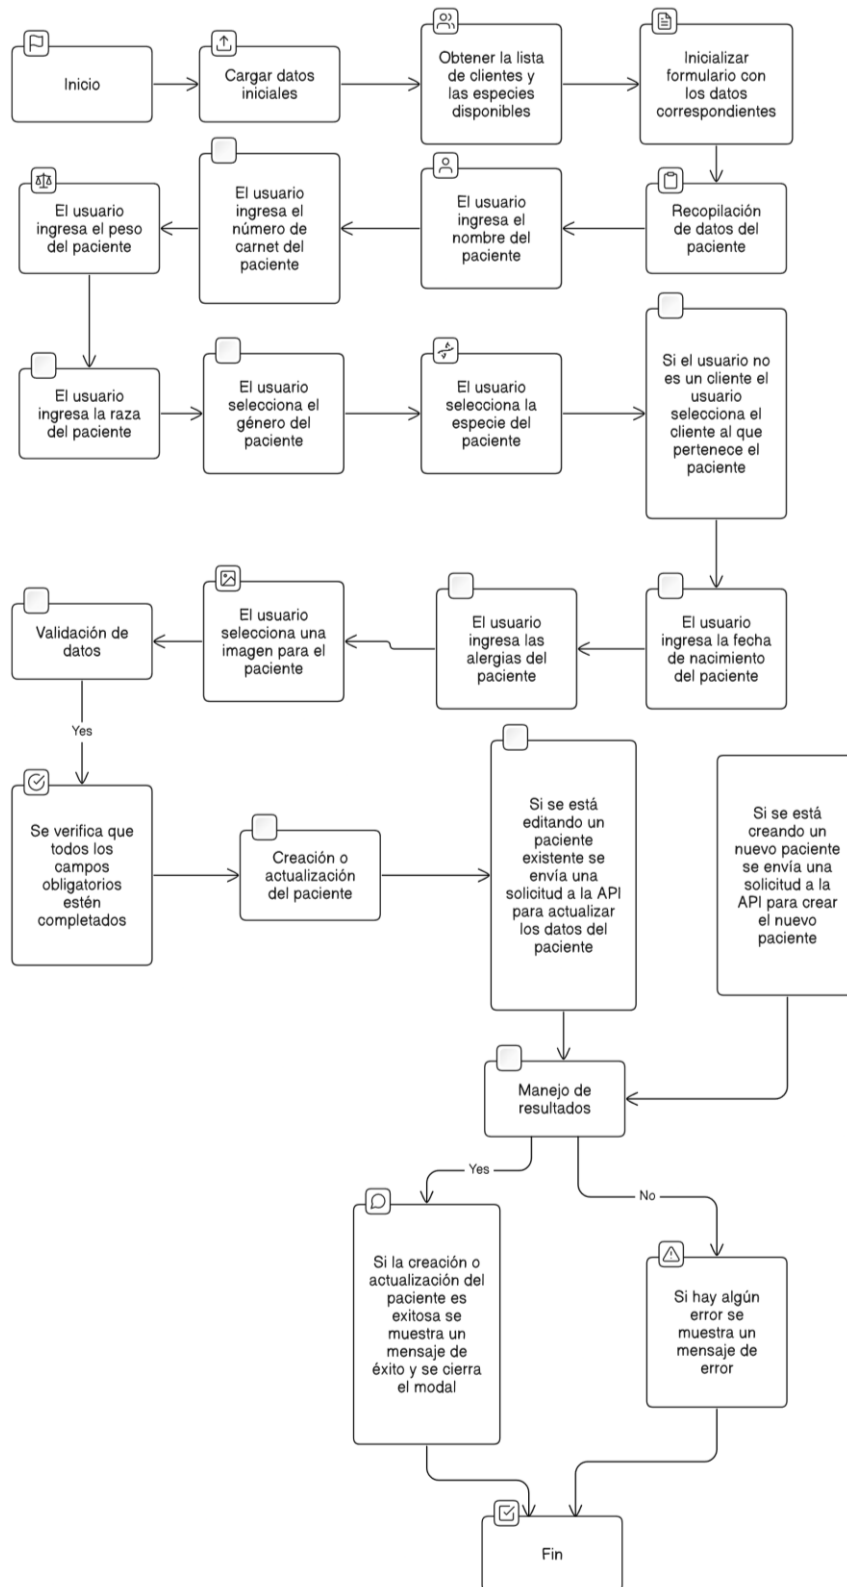 Inicio
Cargar datos
iniciales
Obtener la lista
de clientes y
las especies
disponibles
Inicializar
formulario con
los datos
correspondientes
Recopilación
de datos del
paciente
El usuario
ingresa el
nombre del
paciente
El usuario
ingresa el
número de
carnet del
paciente
El usuario
ingresa el peso
del paciente
El usuario
ingresa la raza
del paciente
El usuario
selecciona el
género del
paciente
El usuario
selecciona la
especie del
paciente
Si el usuario no
es un cliente el
usuario
selecciona el
cliente al que
pertenece el
paciente
El usuario
ingresa la fecha
de nacimiento
del paciente
El usuario
ingresa las
alergias del
paciente
El usuario
selecciona una
imagen para el
paciente
Validación de
datos
Yes
Se verifica que
todos los
campos
obligatorios
estén
completados
Creación o
actualización
del paciente
Si se está
editando un
paciente
existente se
envía una
solicitud a la API
para actualizar
los datos del
paciente
Si se está
creando un
nuevo paciente
se envía una
solicitud a la
API para crear
el nuevo
paciente
Manejo de
resultados
Yes
No
Si la creación o
actualización del
paciente es
exitosa se
muestra un
mensaje de
éxito y se cierra
el modal
Si hay algún
error se
muestra un
mensaje de
error
Fin